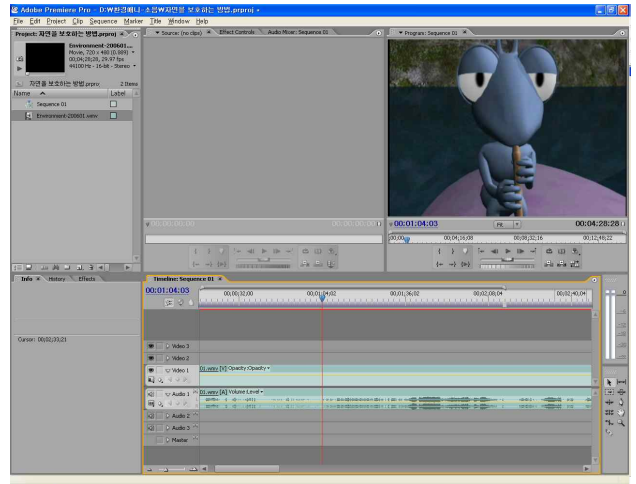 Adobe Premiere Pro - D:₩환경애니-소룹₩자연을 보호하는 방법.prproj *
File Edit Project Clip Sequence Marker Title Window Help
Project: 자연을 보호하는 방법.prproj
Environment-200601...
Movie, 720 x 480 (0.989)
00;04;28;28, 29.97 fps
44100 Hz - 16-bit - Stereo
자연을 보호하는 방법.prproj 2 Items
Name Label
Sequence 01
Environment-200601.wmv
Source: (no clips) Effect Controls Audio Mixer: Sequence 01
Program: Sequence 01
00;01;04;03 Fit 00;04;28;28
00;00 00;04;16;08 00;08;32;16 00;12;48;22
Info History Effects
Cursor: 00;02;33;21
Timeline: Sequence 01
00;01;04;03
00;00;32;00 00;01;04;02 00;01;36;02 00;02;08;04 00;02;40;04
Video 3
Video 2
Video 1 01.wmv [V] Opacity:Opacity
Audio 1 01.wmv [A] Volume:Level
Audio 2
Audio 3
Master